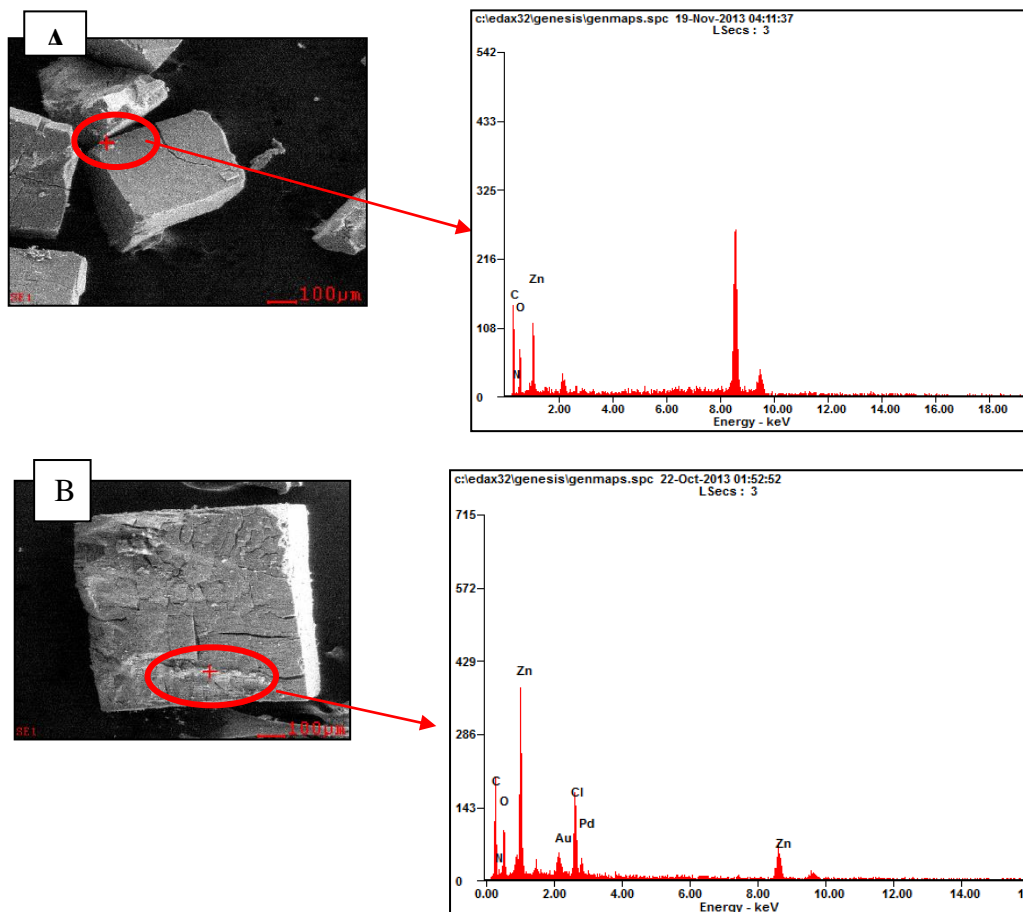 A
SE1
100µm
c:\edax32\genesis\genmaps.spc 19-Nov-2013 04:11:37
LSecs : 3
542
433
325
216
108
0
C
O
N
Zn
2.00 4.00 6.00 8.00 10.00 12.00 14.00 16.00 18.00
Energy - keV
B
SE1
100µm
c:\edax32\genesis\genmaps.spc 22-Oct-2013 01:52:52
LSecs : 3
715
572
429
286
143
0
C
O
N
Zn
Au
Cl
Pd
Zn
0.00 2.00 4.00 6.00 8.00 10.00 12.00 14.00
Energy - keV